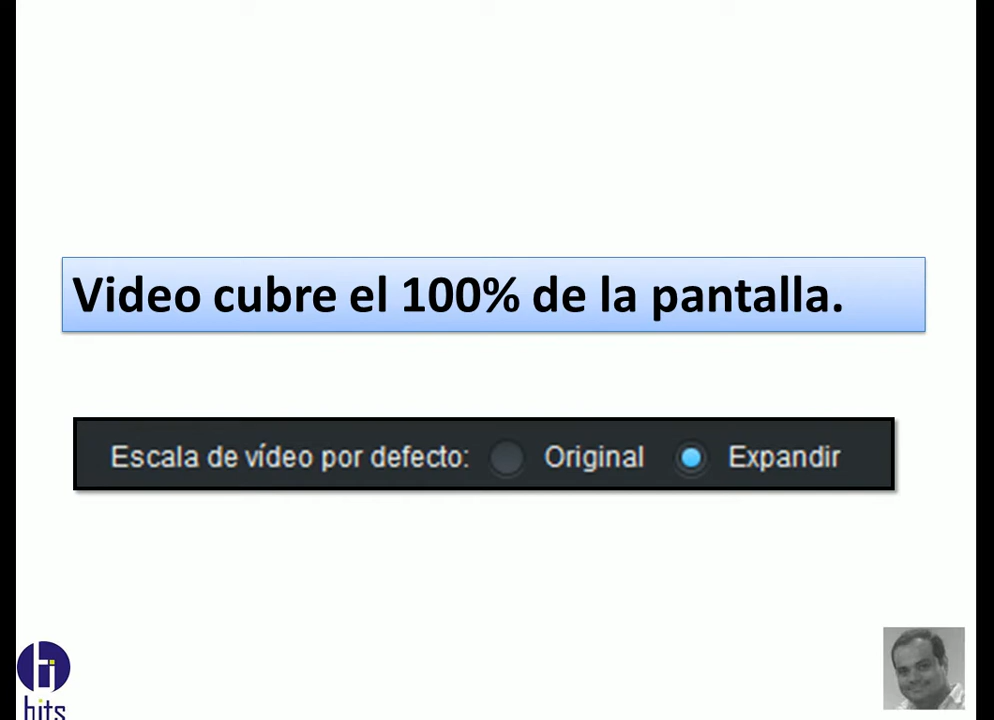 Video cubre el 100% de la pantalla.
Escala de vídeo por defecto: Original Expandir
hits